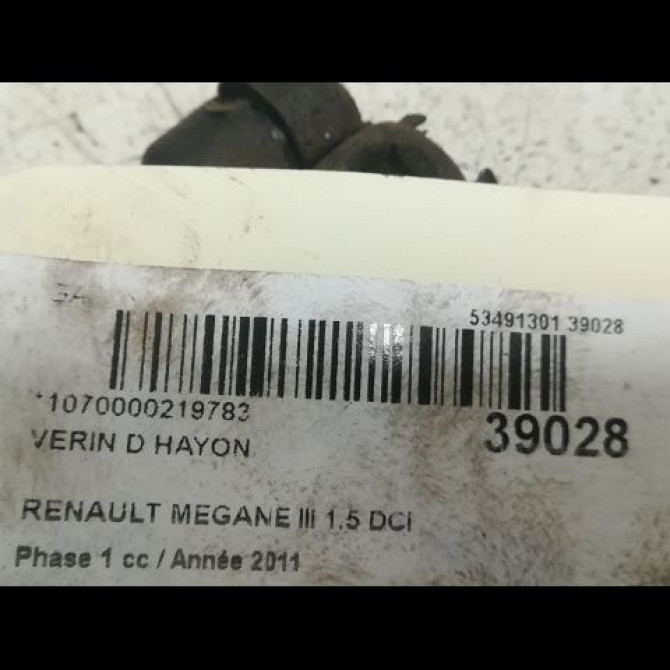 53491301 39028
*1070000219783
39028
VERIN D HAYON
RENAULT MEGANE III 1.5 DCI
Phase 1 cc / Année 2011